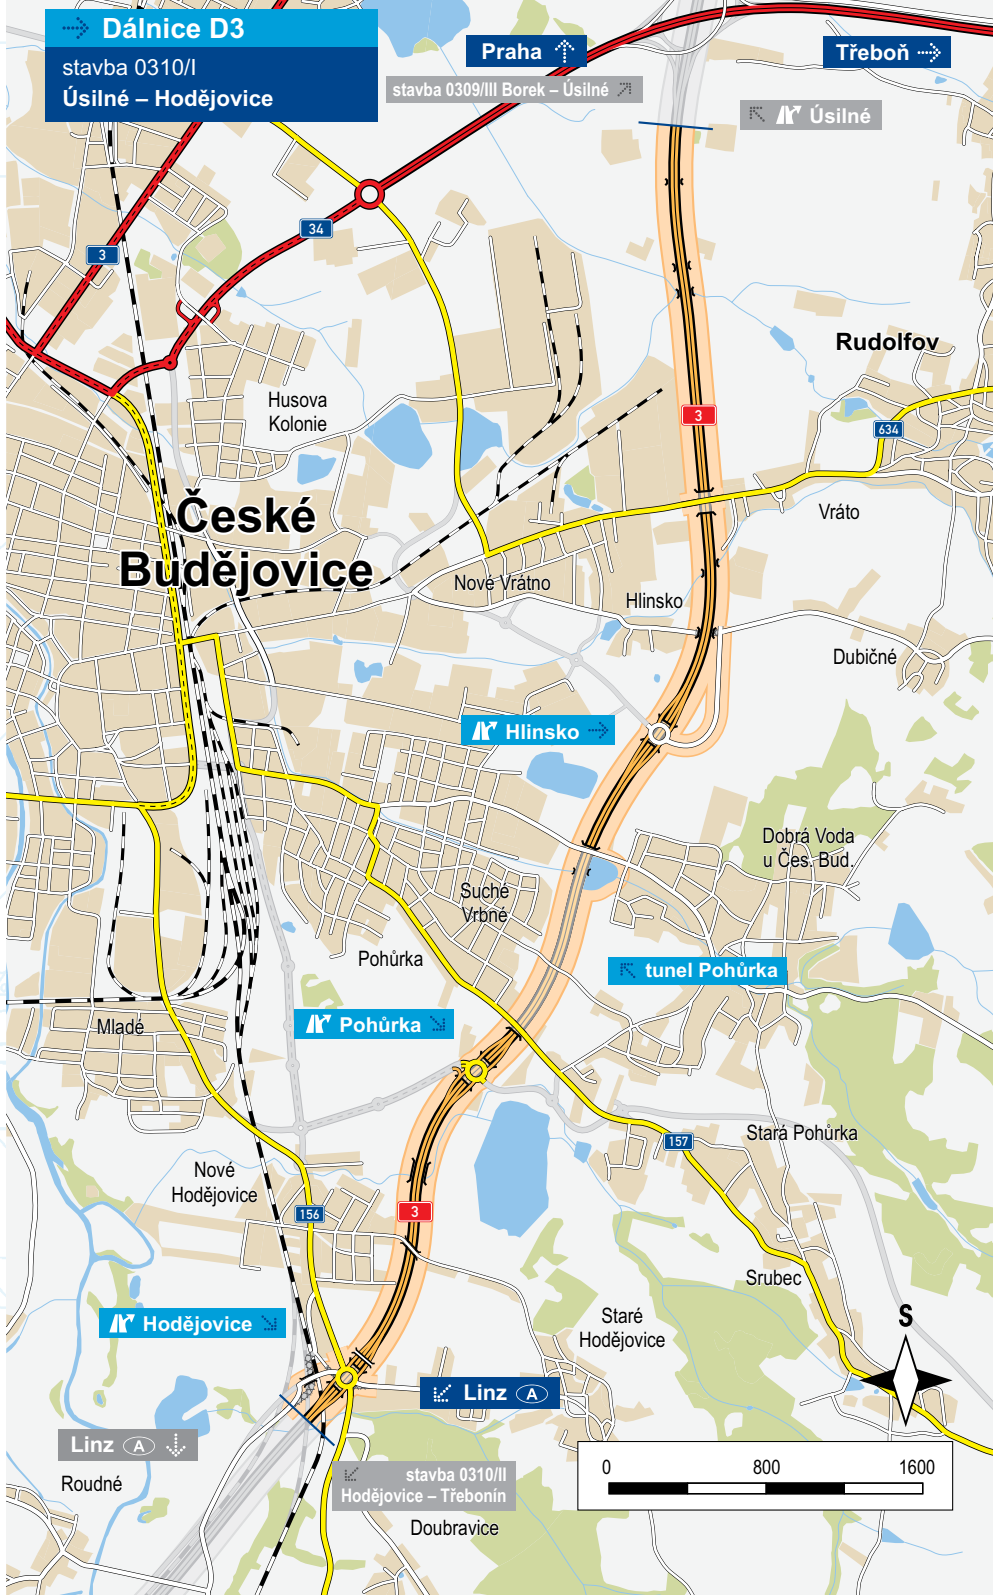 Dálnice D3
stavba 0310/I
Úsilné – Hodějovice
Praha
Třeboň
stavba 0309/III Borek – Úsilné
Úsilné
34
3
Rudolfov
Husova
Kolonie
3
634
České
Budějovice
Vráto
Nové Vrátno
Hlinsko
Dubičné
Hlinsko
Dobrá Voda
u Čes. Bud.
Suché
Vrbné
Pohůrka
tunel Pohůrka
Mladé
Pohůrka
157
Stará Pohůrka
Nové
Hodějovice
156
3
Srubec
Staré
Hodějovice
S
Hodějovice
Linz A
Linz A
Roudné
stavba 0310/II
Hodějovice – Třebonín
Doubravice
0 800 1600